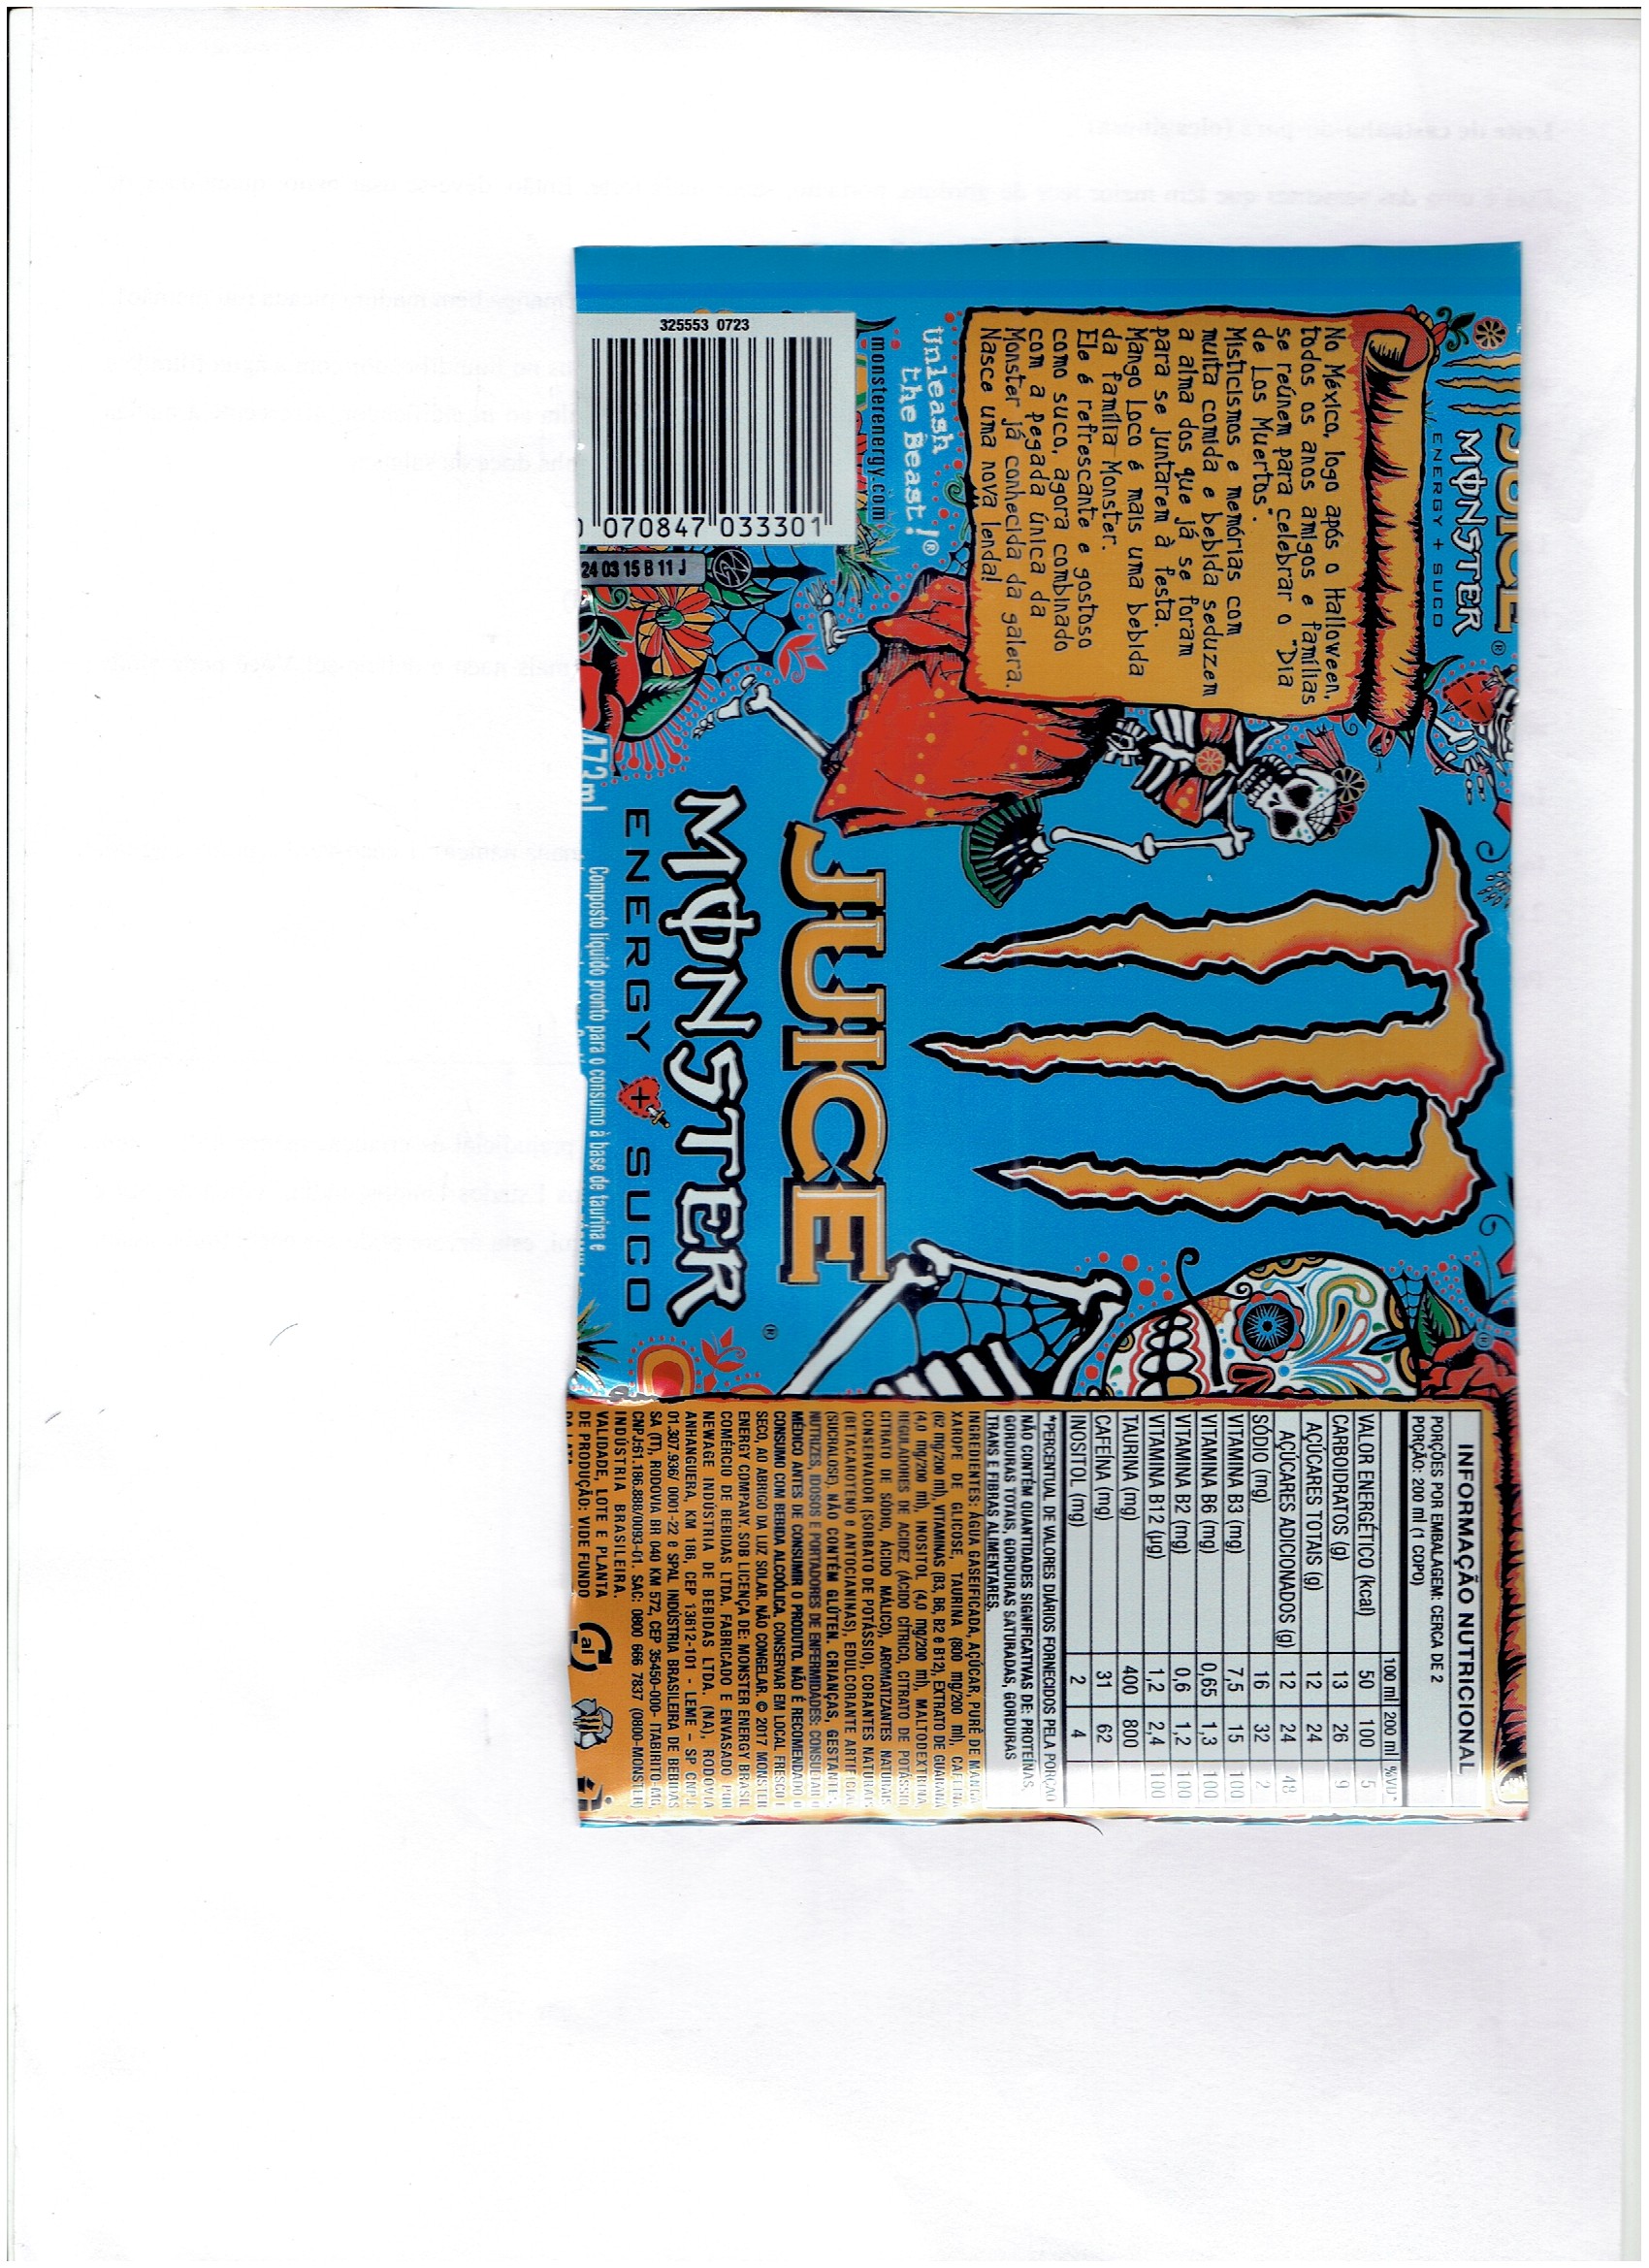 JUICE
MONSTER
ENERGY + SUCO
No México, logo após o Halloween,
todos os anos amigos e famílias
se reúnem para celebrar o "Dia
de Los Muertos".
Misticismos e memórias com
muita comida e bebida seduzem
a alma dos que já se foram
para se juntarem à festa.
Mango Loco é mais uma bebida
da família Monster.
Ele é refrescante e gostoso
como suco, agora combinado
com a pegada única da
Monster já conhecida da galera.
Nasce uma nova lenda!
Unleash
the Beast!®
monsterenergy.com
3255553 0723
070847 033301
24 03 15 B 11 J
JUICE
MONSTER®
ENERGY + SUCO
473ml
Composto líquido pronto para o consumo à base de taurina e
INFORMAÇÃO NUTRICIONAL
PORÇÕES POR EMBALAGEM: CERCA DE 2
PORÇÃO: 200 ml (1 COPO)
100 ml 200 ml %VD*
VALOR ENERGÉTICO (kcal) 50 100 5
CARBOIDRATOS (g) 13 26 9
AÇÚCARES TOTAIS (g) 12 24
AÇÚCARES ADICIONADOS (g) 12 24 48
SÓDIO (mg) 16 32 2
VITAMINA B3 (mg) 7,5 15 100
VITAMINA B6 (mg) 0,65 1,3 100
VITAMINA B2 (mg) 0,6 1,2 100
VITAMINA B12 (µg) 1,2 2,4 100
TAURINA (mg) 400 800
CAFEÍNA (mg) 31 62
INOSITOL (mg) 2 4
*PERCENTUAL DE VALORES DIÁRIOS FORNECIDOS PELA PORÇÃO
NÃO CONTÉM QUANTIDADES SIGNIFICATIVAS DE: PROTEÍNAS,
GORDURAS TOTAIS, GORDURAS SATURADAS, GORDURAS
TRANS E FIBRAS ALIMENTARES.
INGREDIENTES: ÁGUA GASEIFICADA, AÇÚCAR, PURÊ DE MANGA
XAROPE DE GLICOSE, TAURINA (800 mg/200 ml), CAFEÍNA
(62 mg/200 ml), VITAMINAS (B3, B6, B2 e B12), EXTRATO DE GUARANÁ
(4,0 mg/200 ml), INOSITOL (4,0 mg/200 ml), MALTODEXTRINA,
REGULADORES DE ACIDEZ (ÁCIDO CÍTRICO, CITRATO DE POTÁSSIO,
CITRATO DE SÓDIO, ÁCIDO MÁLICO), AROMATIZANTES NATURAIS
CONSERVADOR (SORBATO DE POTÁSSIO), CORANTES NATURAIS
(BETACAROTENO e ANTOCIANINAS), EDULCORANTE ARTIFICIAL
(SUCRALOSE). NÃO CONTÉM GLÚTEN. CRIANÇAS, GESTANTES,
NUTRIZES, IDOSOS E PORTADORES DE ENFERMIDADES: CONSULTAR O
MÉDICO ANTES DE CONSUMIR O PRODUTO. NÃO É RECOMENDADO O
CONSUMO COM BEBIDA ALCOÓLICA. CONSERVAR EM LOCAL FRESCO E
SECO, AO ABRIGO DA LUZ SOLAR. NÃO CONGELAR. © 2017 MONSTER
ENERGY COMPANY. SOB LICENÇA DE: MONSTER ENERGY BRASIL
COMÉRCIO DE BEBIDAS LTDA. FABRICADO E ENVASADO POR
NEWAGE INDÚSTRIA DE BEBIDAS LTDA. (NA), RODOVIA
ANHANGUERA, KM 186, CEP 13612-101 - LEME – SP CNPJ:
01.307.936/ 0001-22 e SPAL INDÚSTRIA BRASILEIRA DE BEBIDAS
SA (IT), RODOVIA BR 040 KM 572, CEP 35450-000- ITABIRITO-MG,
CNPJ:61.186.888/0093-01. SAC: 0800 666 7837 (0800-MONSTER)
INDÚSTRIA BRASILEIRA.
VALIDADE, LOTE E PLANTA
DE PRODUÇÃO: VIDE FUNDO
DA LATA
al